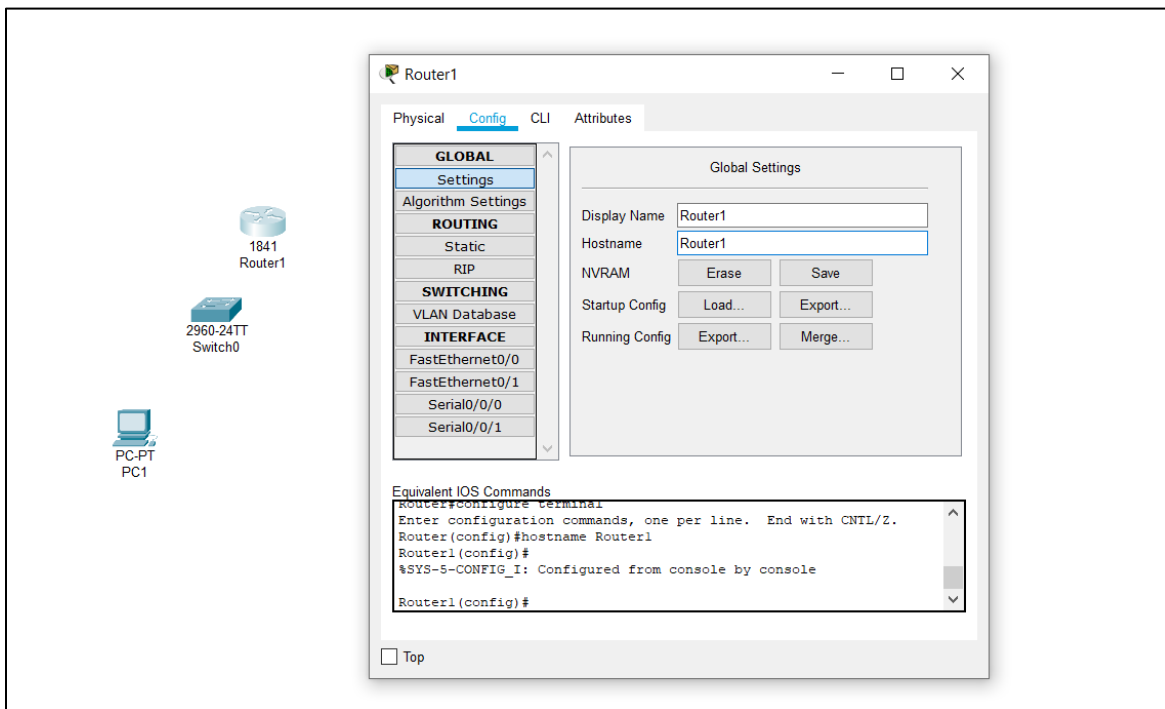 1841
Router1
2960-24TT
Switch0
PC-PT
PC1
Router1
Physical Config CLI Attributes
GLOBAL
Settings
Algorithm Settings
ROUTING
Static
RIP
SWITCHING
VLAN Database
INTERFACE
FastEthernet0/0
FastEthernet0/1
Serial0/0/0
Serial0/0/1
Global Settings
Display Name Router1
Hostname Router1
NVRAM Erase Save
Startup Config Load... Export...
Running Config Export... Merge...
Equivalent IOS Commands
Router#configure terminal
Enter configuration commands, one per line.  End with CNTL/Z.
Router(config)#hostname Router1
Router1(config)#
%SYS-5-CONFIG_I: Configured from console by console
Router1(config)#
Top